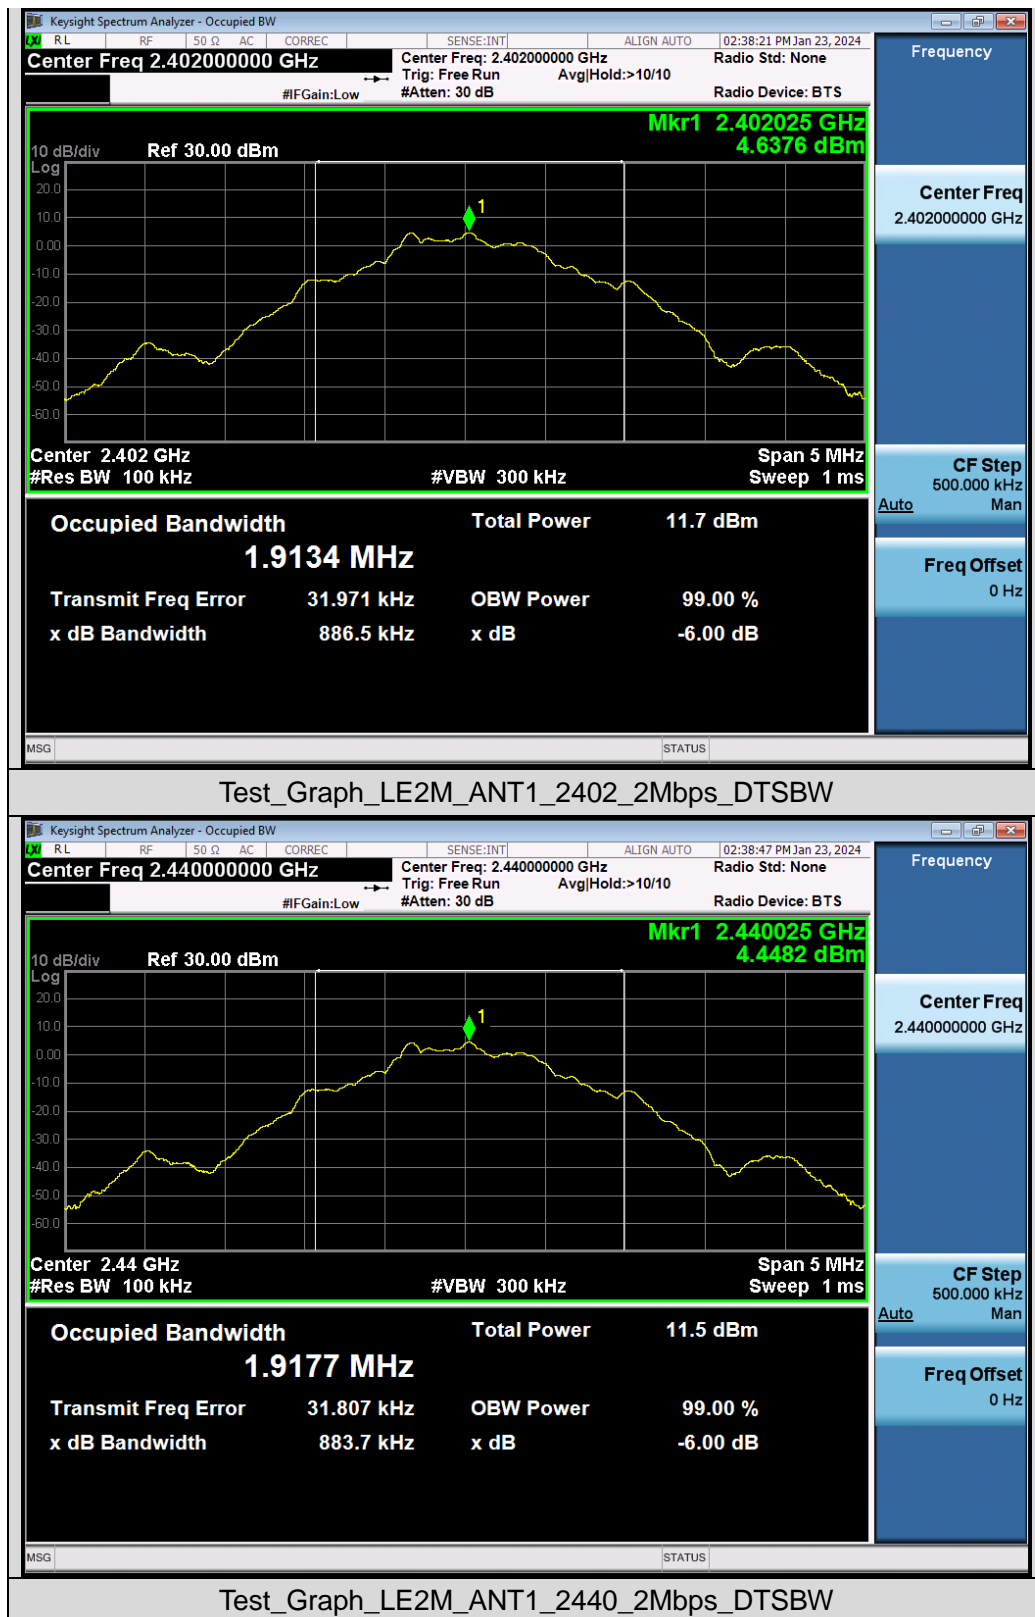 Keysight Spectrum Analyzer - Occupied BW
LXI RL RF 50 Ω AC CORREC SENSE:INT ALIGN AUTO 02:38:21 PM Jan 23, 2024
Center Freq 2.402000000 GHz Center Freq: 2.402000000 GHz Radio Std: None Frequency
Trig: Free Run Avg|Hold:>10/10
#IFGain:Low #Atten: 30 dB Radio Device: BTS
Mkr1 2.402025 GHz
10 dB/div Ref 30.00 dBm 4.6376 dBm
Log
20.0
10.0
0.00
-10.0
-20.0
-30.0
-40.0
-50.0
-60.0
1
Center Freq
2.402000000 GHz
Center 2.402 GHz Span 5 MHz
#Res BW 100 kHz #VBW 300 kHz Sweep 1 ms
CF Step
500.000 kHz
Auto Man
Occupied Bandwidth Total Power 11.7 dBm
1.9134 MHz
Freq Offset
0 Hz
Transmit Freq Error 31.971 kHz OBW Power 99.00 %
x dB Bandwidth 886.5 kHz x dB -6.00 dB
MSG STATUS
Test_Graph_LE2M_ANT1_2402_2Mbps_DTSBW
Keysight Spectrum Analyzer - Occupied BW
LXI RL RF 50 Ω AC CORREC SENSE:INT ALIGN AUTO 02:38:47 PM Jan 23, 2024
Center Freq 2.440000000 GHz Center Freq: 2.440000000 GHz Radio Std: None Frequency
Trig: Free Run Avg|Hold:>10/10
#IFGain:Low #Atten: 30 dB Radio Device: BTS
Mkr1 2.440025 GHz
10 dB/div Ref 30.00 dBm 4.4482 dBm
Log
20.0
10.0
0.00
-10.0
-20.0
-30.0
-40.0
-50.0
-60.0
1
Center Freq
2.440000000 GHz
Center 2.44 GHz Span 5 MHz
#Res BW 100 kHz #VBW 300 kHz Sweep 1 ms
CF Step
500.000 kHz
Auto Man
Occupied Bandwidth Total Power 11.5 dBm
1.9177 MHz
Freq Offset
0 Hz
Transmit Freq Error 31.807 kHz OBW Power 99.00 %
x dB Bandwidth 883.7 kHz x dB -6.00 dB
MSG STATUS
Test_Graph_LE2M_ANT1_2440_2Mbps_DTSBW